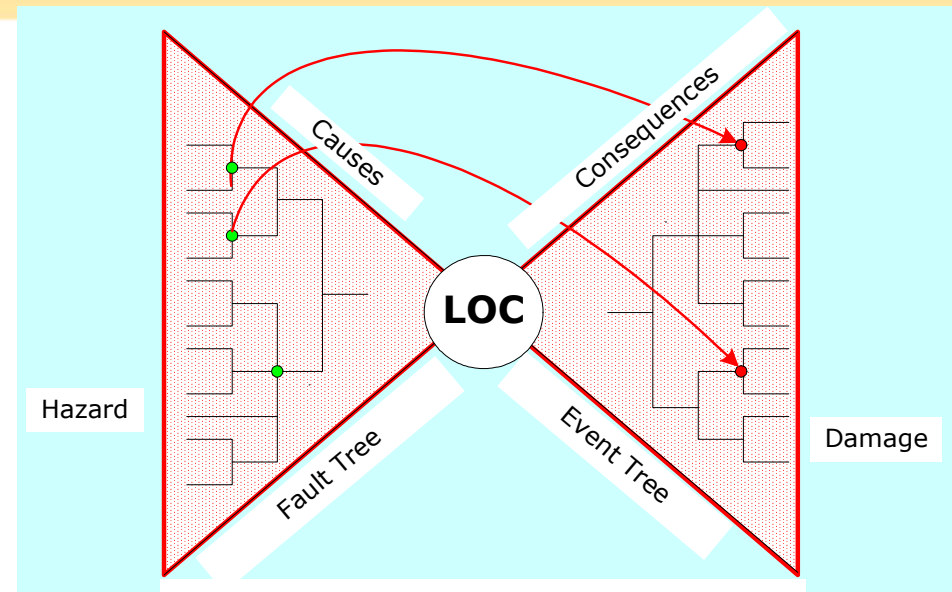 Causes
Consequences
LOC
Hazard
Damage
Fault Tree
Event Tree